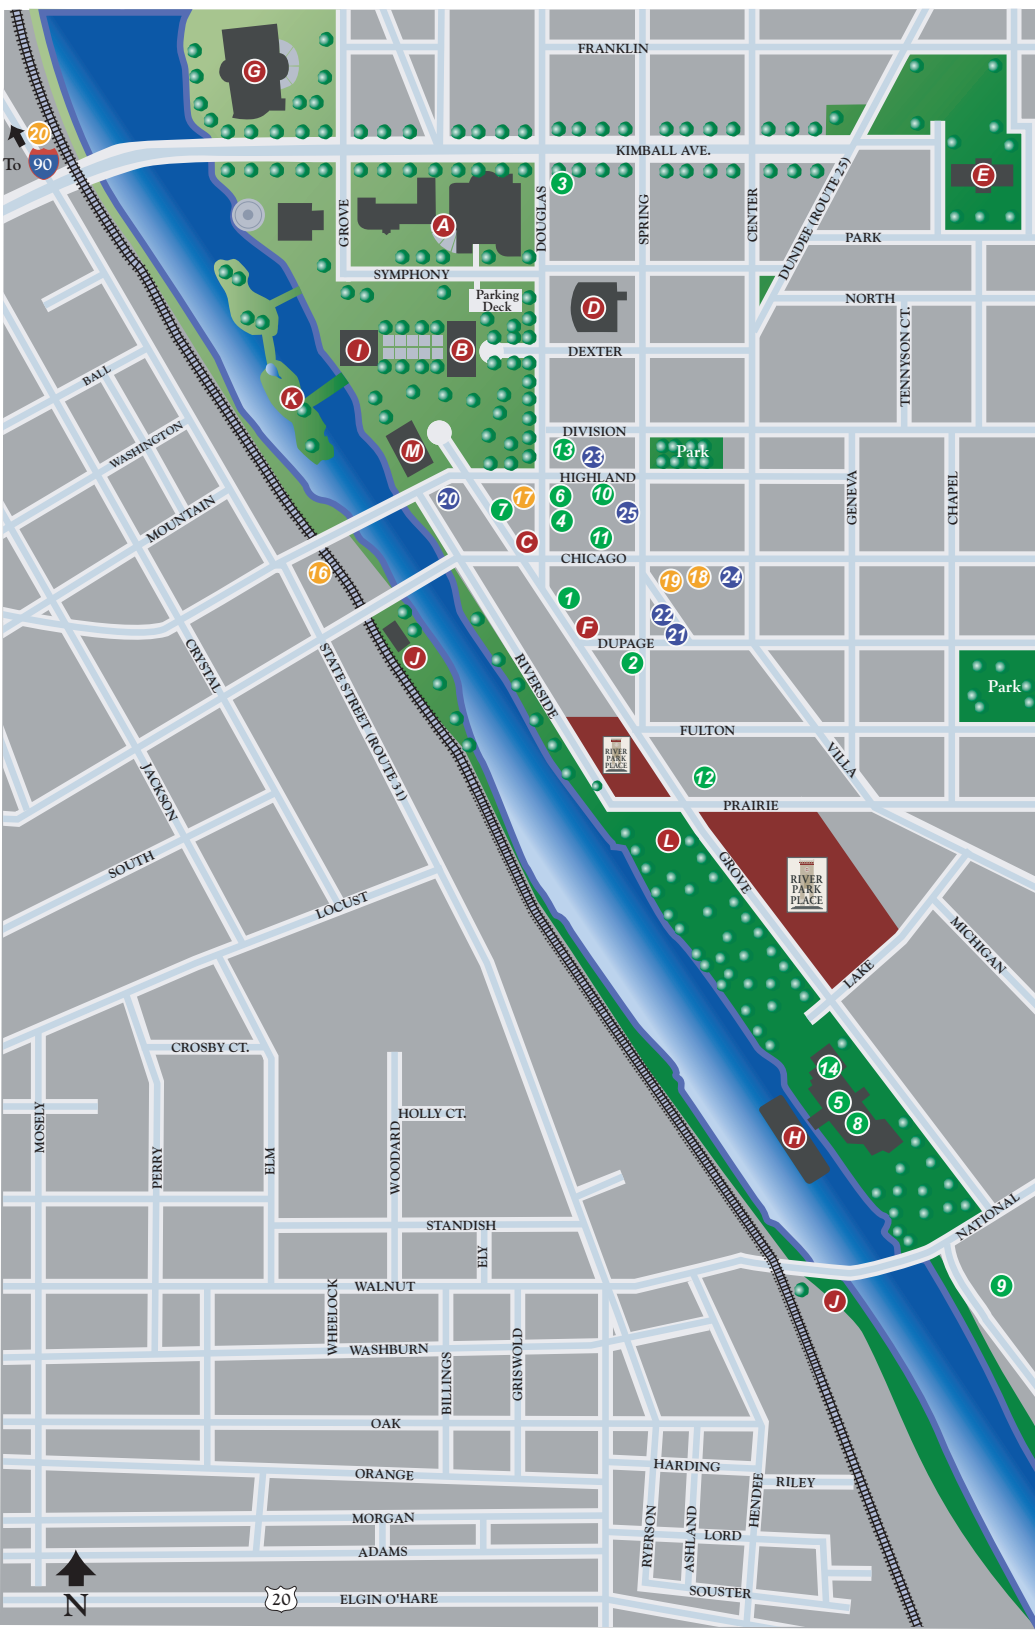 FRANKLIN
G
20
To
90
KIMBALL AVE.
3
E
GROVE
A
DOUGLAS
SPRING
CENTER
DUNDEE (ROUTE 25)
PARK
SYMPHONY
Parking
Deck
D
NORTH
TENNYSON CT.
I
B
DEXTER
BALL
K
WASHINGTON
M
DIVISION
13
23
Park
HIGHLAND
GENEVA
CHAPEL
MOUNTAIN
20
7
17
6
10
4
25
11
C
CHICAGO
16
19
18
24
1
22
F
21
DUPAGE
2
J
CRYSTAL
STATE STREET (ROUTE 31)
RIVERSIDE
Park
FULTON
RIVER
PARK
PLACE
VILLA
12
JACKSON
PRAIRIE
L
GROVE
RIVER
PARK
PLACE
SOUTH
LOCUST
MICHIGAN
LAKE
CROSBY CT.
14
5
8
H
MOSELY
HOLLY CT.
PERRY
ELM
WOODARD
STANDISH
ELY
NATIONAL
WALNUT
9
J
WHEELOCK
WASHBURN
BILLINGS
GRISWOLD
OAK
ORANGE
HARDING
RILEY
HENDEE
MORGAN
RYERSON
ASHLAND
LORD
ADAMS
N
20
ELGIN O'HARE
SOUSTER